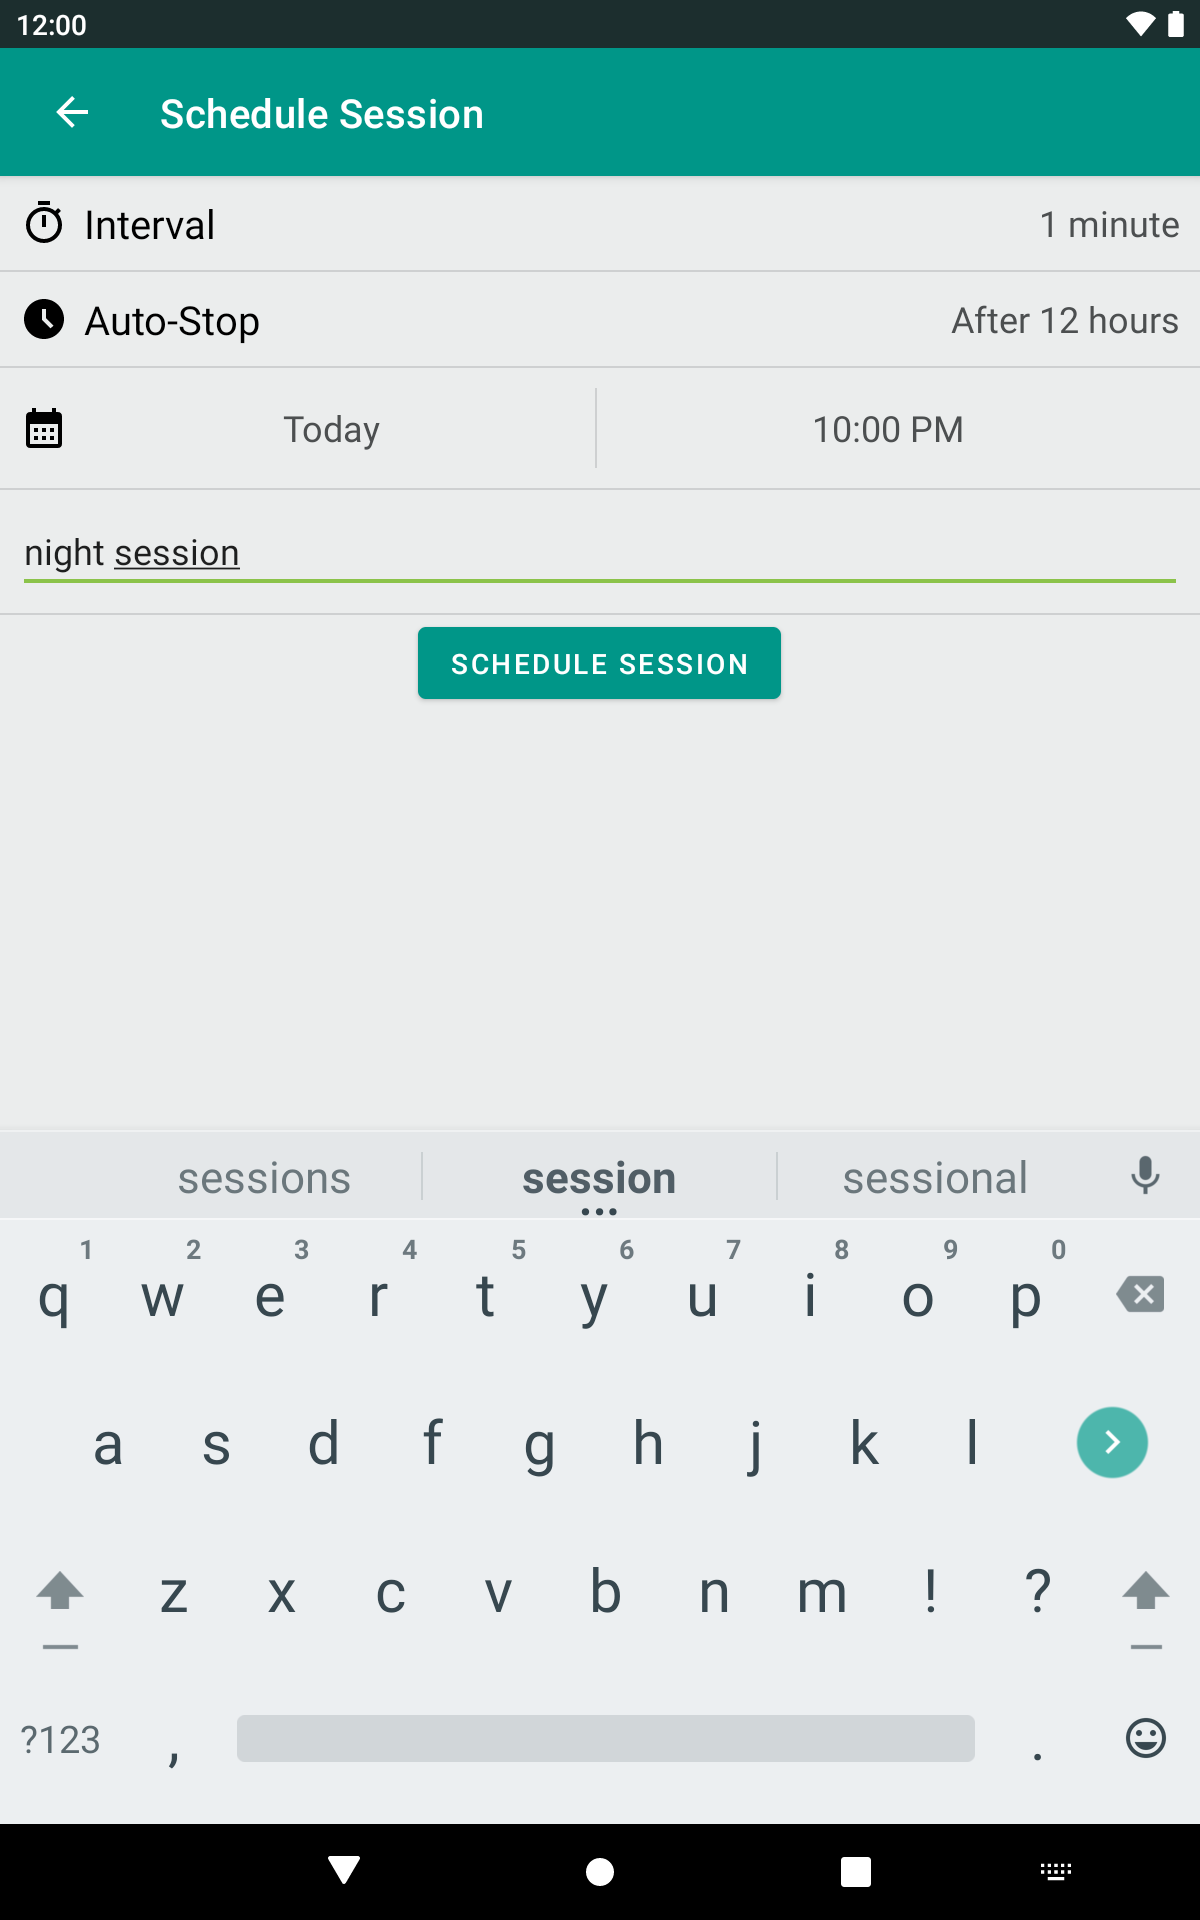 12:00
Schedule Session
Interval 1 minute
Auto-Stop After 12 hours
Today 10:00 PM
night session
SCHEDULE SESSION
sessions session sessional
1 2 3 4 5 6 7 8 9 0
q w e r t y u i o p
a s d f g h j k l
z x c v b n m ! ?
?123 , .